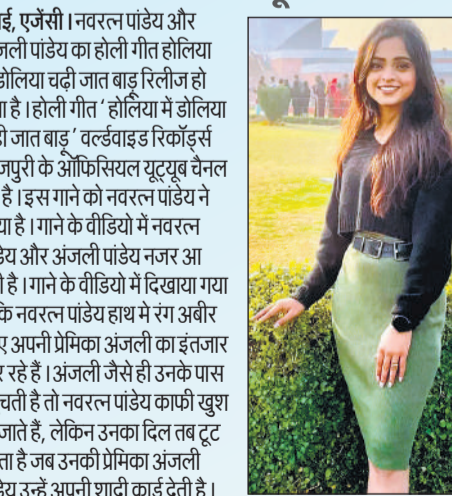 ई, एजेंसी । नवरत्न पांडेय और
जली पांडेय का होली गीत होलिया
डोलिया चढ़ी जात बाड़ू रिलीज हो
ा है । होली गीत ‘ होलिया में डोलिया
ी जात बाड़ू ’ वर्ल्डवाइड रिकॉर्ड्स
जपुरी के ऑफिसियल यूट्यूब चैनल
है । इस गाने को नवरत्न पांडेय ने
या है । गाने के वीडियो में नवरत्न
डेय और अंजली पांडेय नजर आ
ी है । गाने के वीडियो में दिखाया गया
कि नवरत्न पांडेय हाथ मे रंग अबीर
ए अपनी प्रेमिका अंजली का इंतजार
र रहे हैं । अंजली जैसे ही उनके पास
चती है तो नवरत्न पांडेय काफी खुश
जाते हैं, लेकिन उनका दिल तब टूट
ता है जब उनकी प्रेमिका अंजली
डेय उन्हें अपनी शादी कार्ड देती है ।